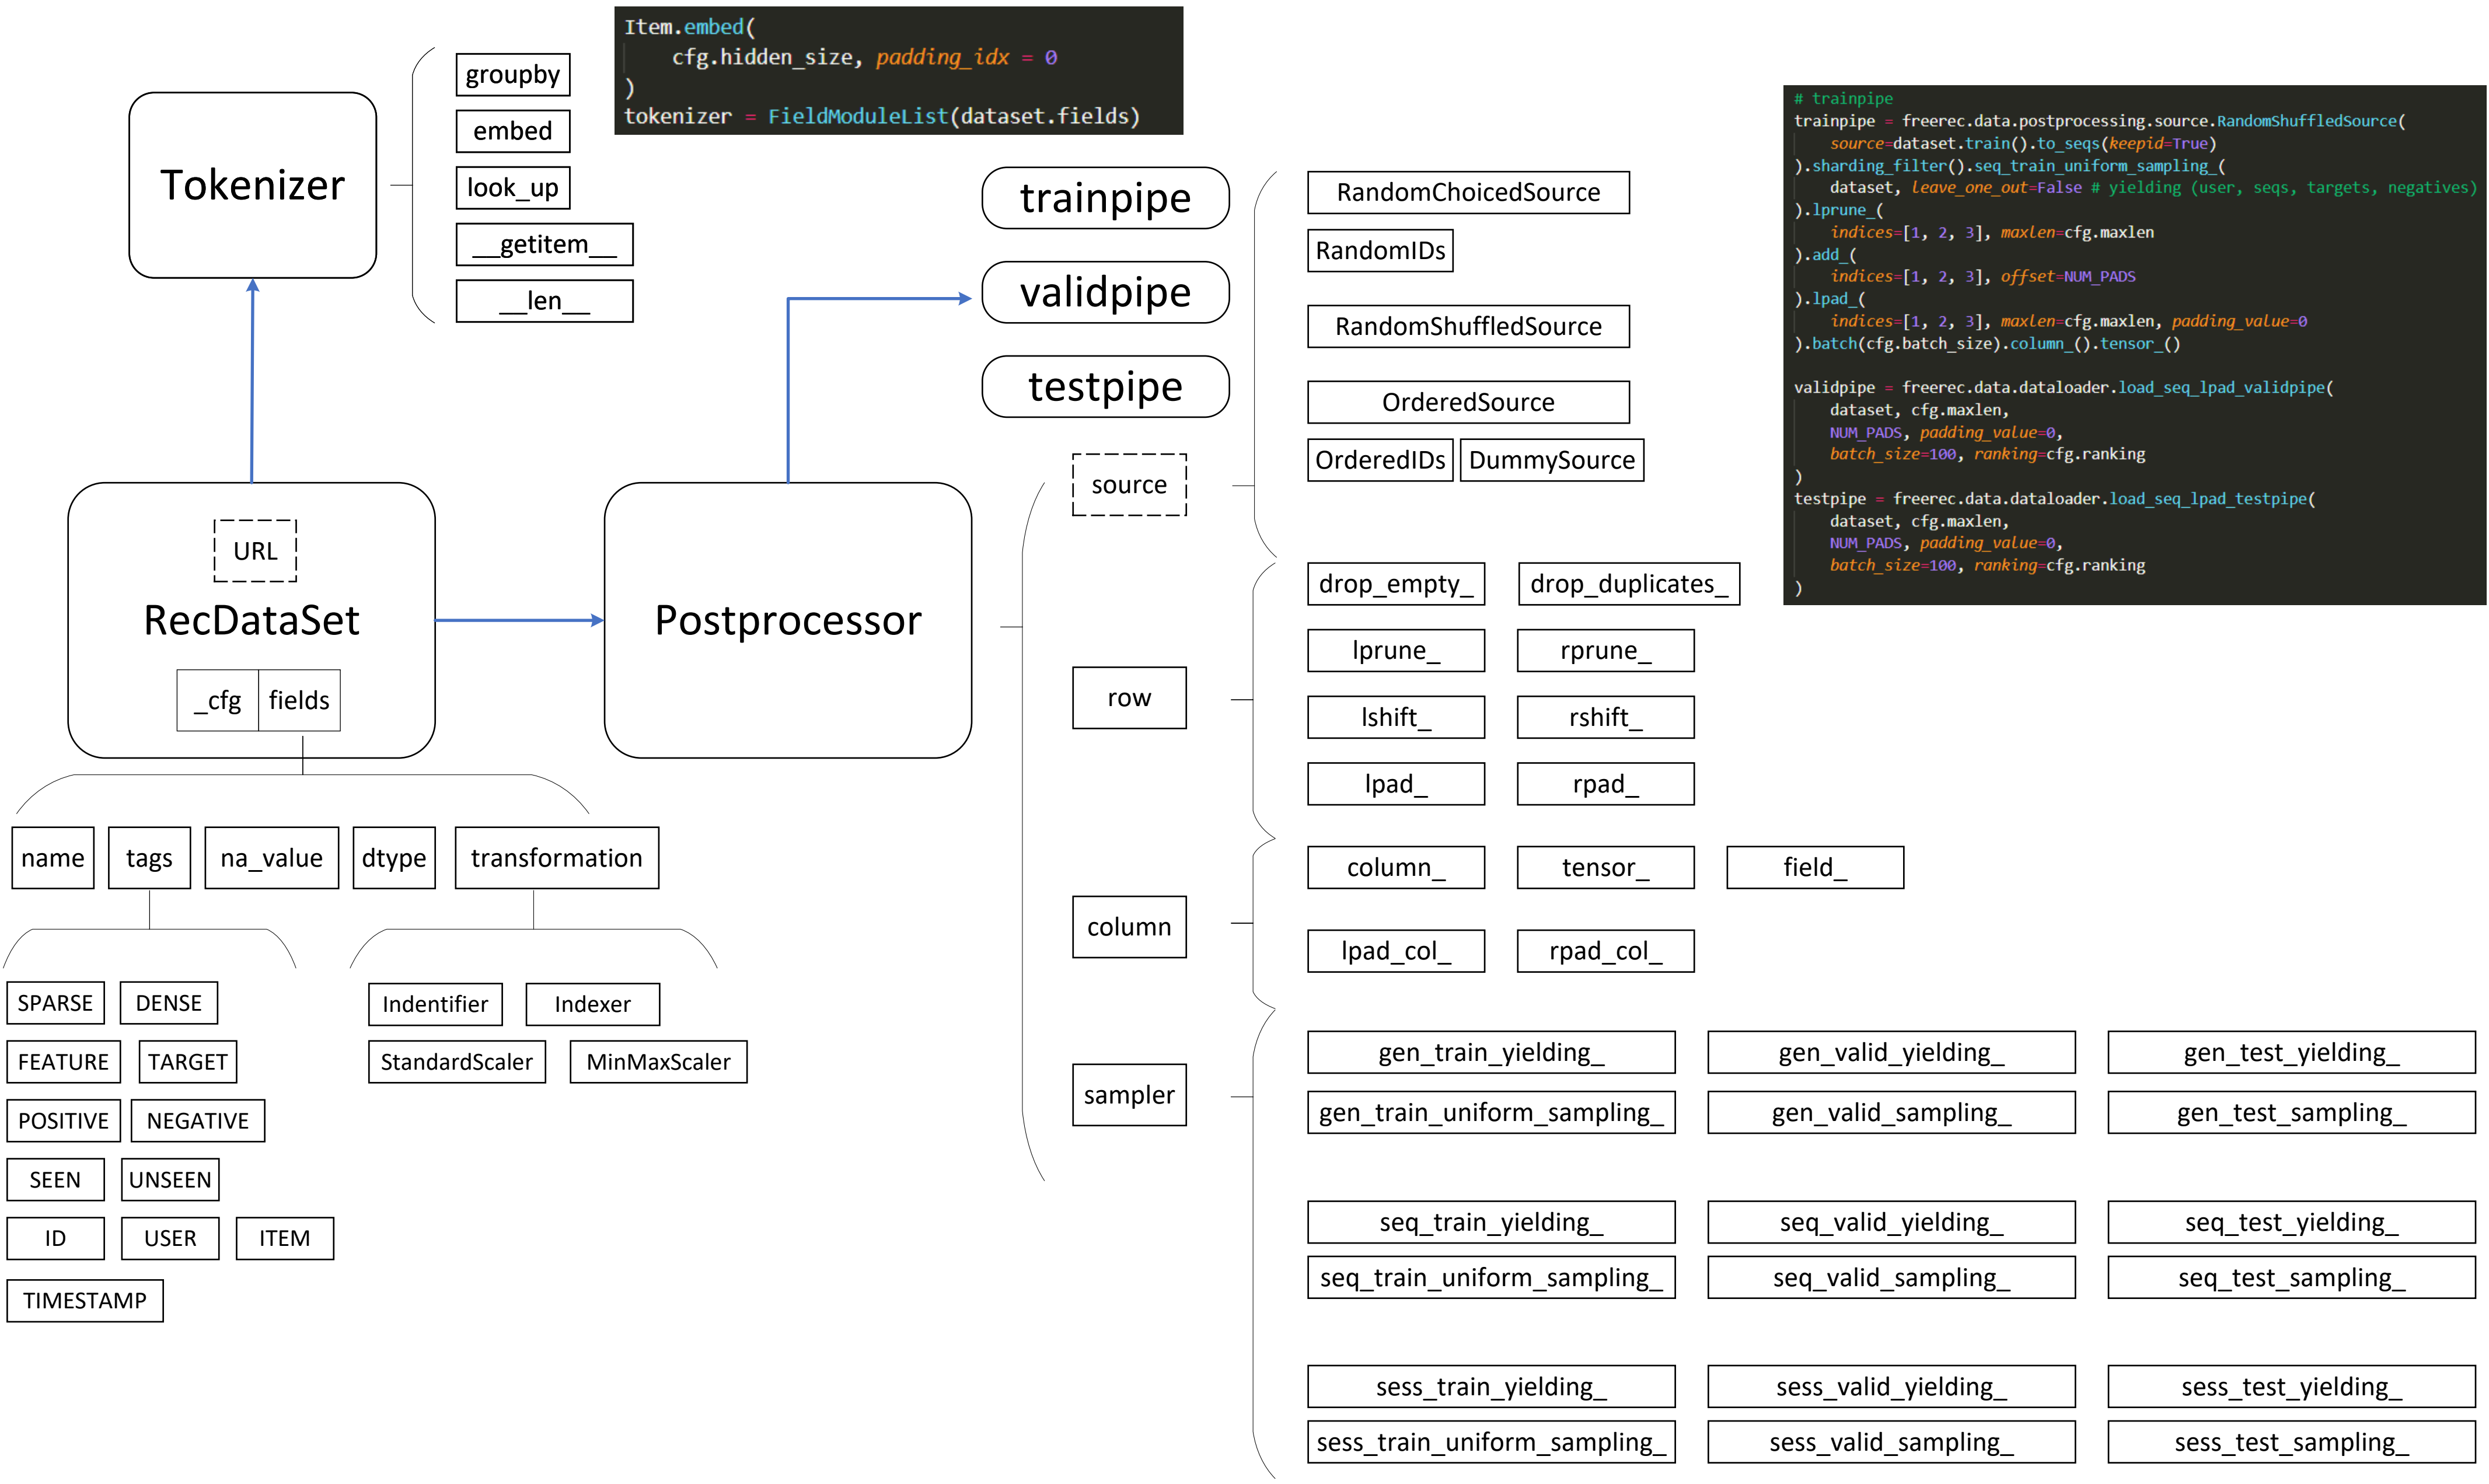 Item.embed(
    cfg.hidden_size, padding_idx = 0
)
tokenizer = FieldModuleList(dataset.fields)
Tokenizer
groupby
embed
look_up
__getitem__
__len__
trainpipe
validpipe
testpipe
# trainpipe
trainpipe = freerec.data.postprocessing.source.RandomShuffledSource(
    source=dataset.train().to_seqs(keepid=True)
).sharding_filter().seq_train_uniform_sampling_(
    dataset, leave_one_out=False # yielding (user, seqs, targets, negatives)
).lprune_(
    indices=[1, 2, 3], maxlen=cfg.maxlen
).add_(
    indices=[1, 2, 3], offset=NUM_PADS
).lpad_(
    indices=[1, 2, 3], maxlen=cfg.maxlen, padding_value=0
).batch(cfg.batch_size).column_().tensor_()
validpipe = freerec.data.dataloader.load_seq_lpad_validpipe(
    dataset, cfg.maxlen,
    NUM_PADS, padding_value=0,
    batch_size=100, ranking=cfg.ranking
)
testpipe = freerec.data.dataloader.load_seq_lpad_testpipe(
    dataset, cfg.maxlen,
    NUM_PADS, padding_value=0,
    batch_size=100, ranking=cfg.ranking
)
URL
RecDataSet
_cfg fields
Postprocessor
name tags na_value dtype transformation
SPARSE DENSE
FEATURE TARGET
POSITIVE NEGATIVE
SEEN UNSEEN
ID USER ITEM
TIMESTAMP
Indentifier Indexer
StandardScaler MinMaxScaler
source
RandomChoicedSource
RandomIDs
RandomShuffledSource
OrderedSource
OrderedIDs DummySource
row
drop_empty_ drop_duplicates_
lprune_ rprune_
lshift_ rshift_
lpad_ rpad_
column
column_ tensor_ field_
lpad_col_ rpad_col_
sampler
gen_train_yielding_ gen_valid_yielding_ gen_test_yielding_
gen_train_uniform_sampling_ gen_valid_sampling_ gen_test_sampling_
seq_train_yielding_ seq_valid_yielding_ seq_test_yielding_
seq_train_uniform_sampling_ seq_valid_sampling_ seq_test_sampling_
sess_train_yielding_ sess_valid_yielding_ sess_test_yielding_
sess_train_uniform_sampling_ sess_valid_sampling_ sess_test_sampling_